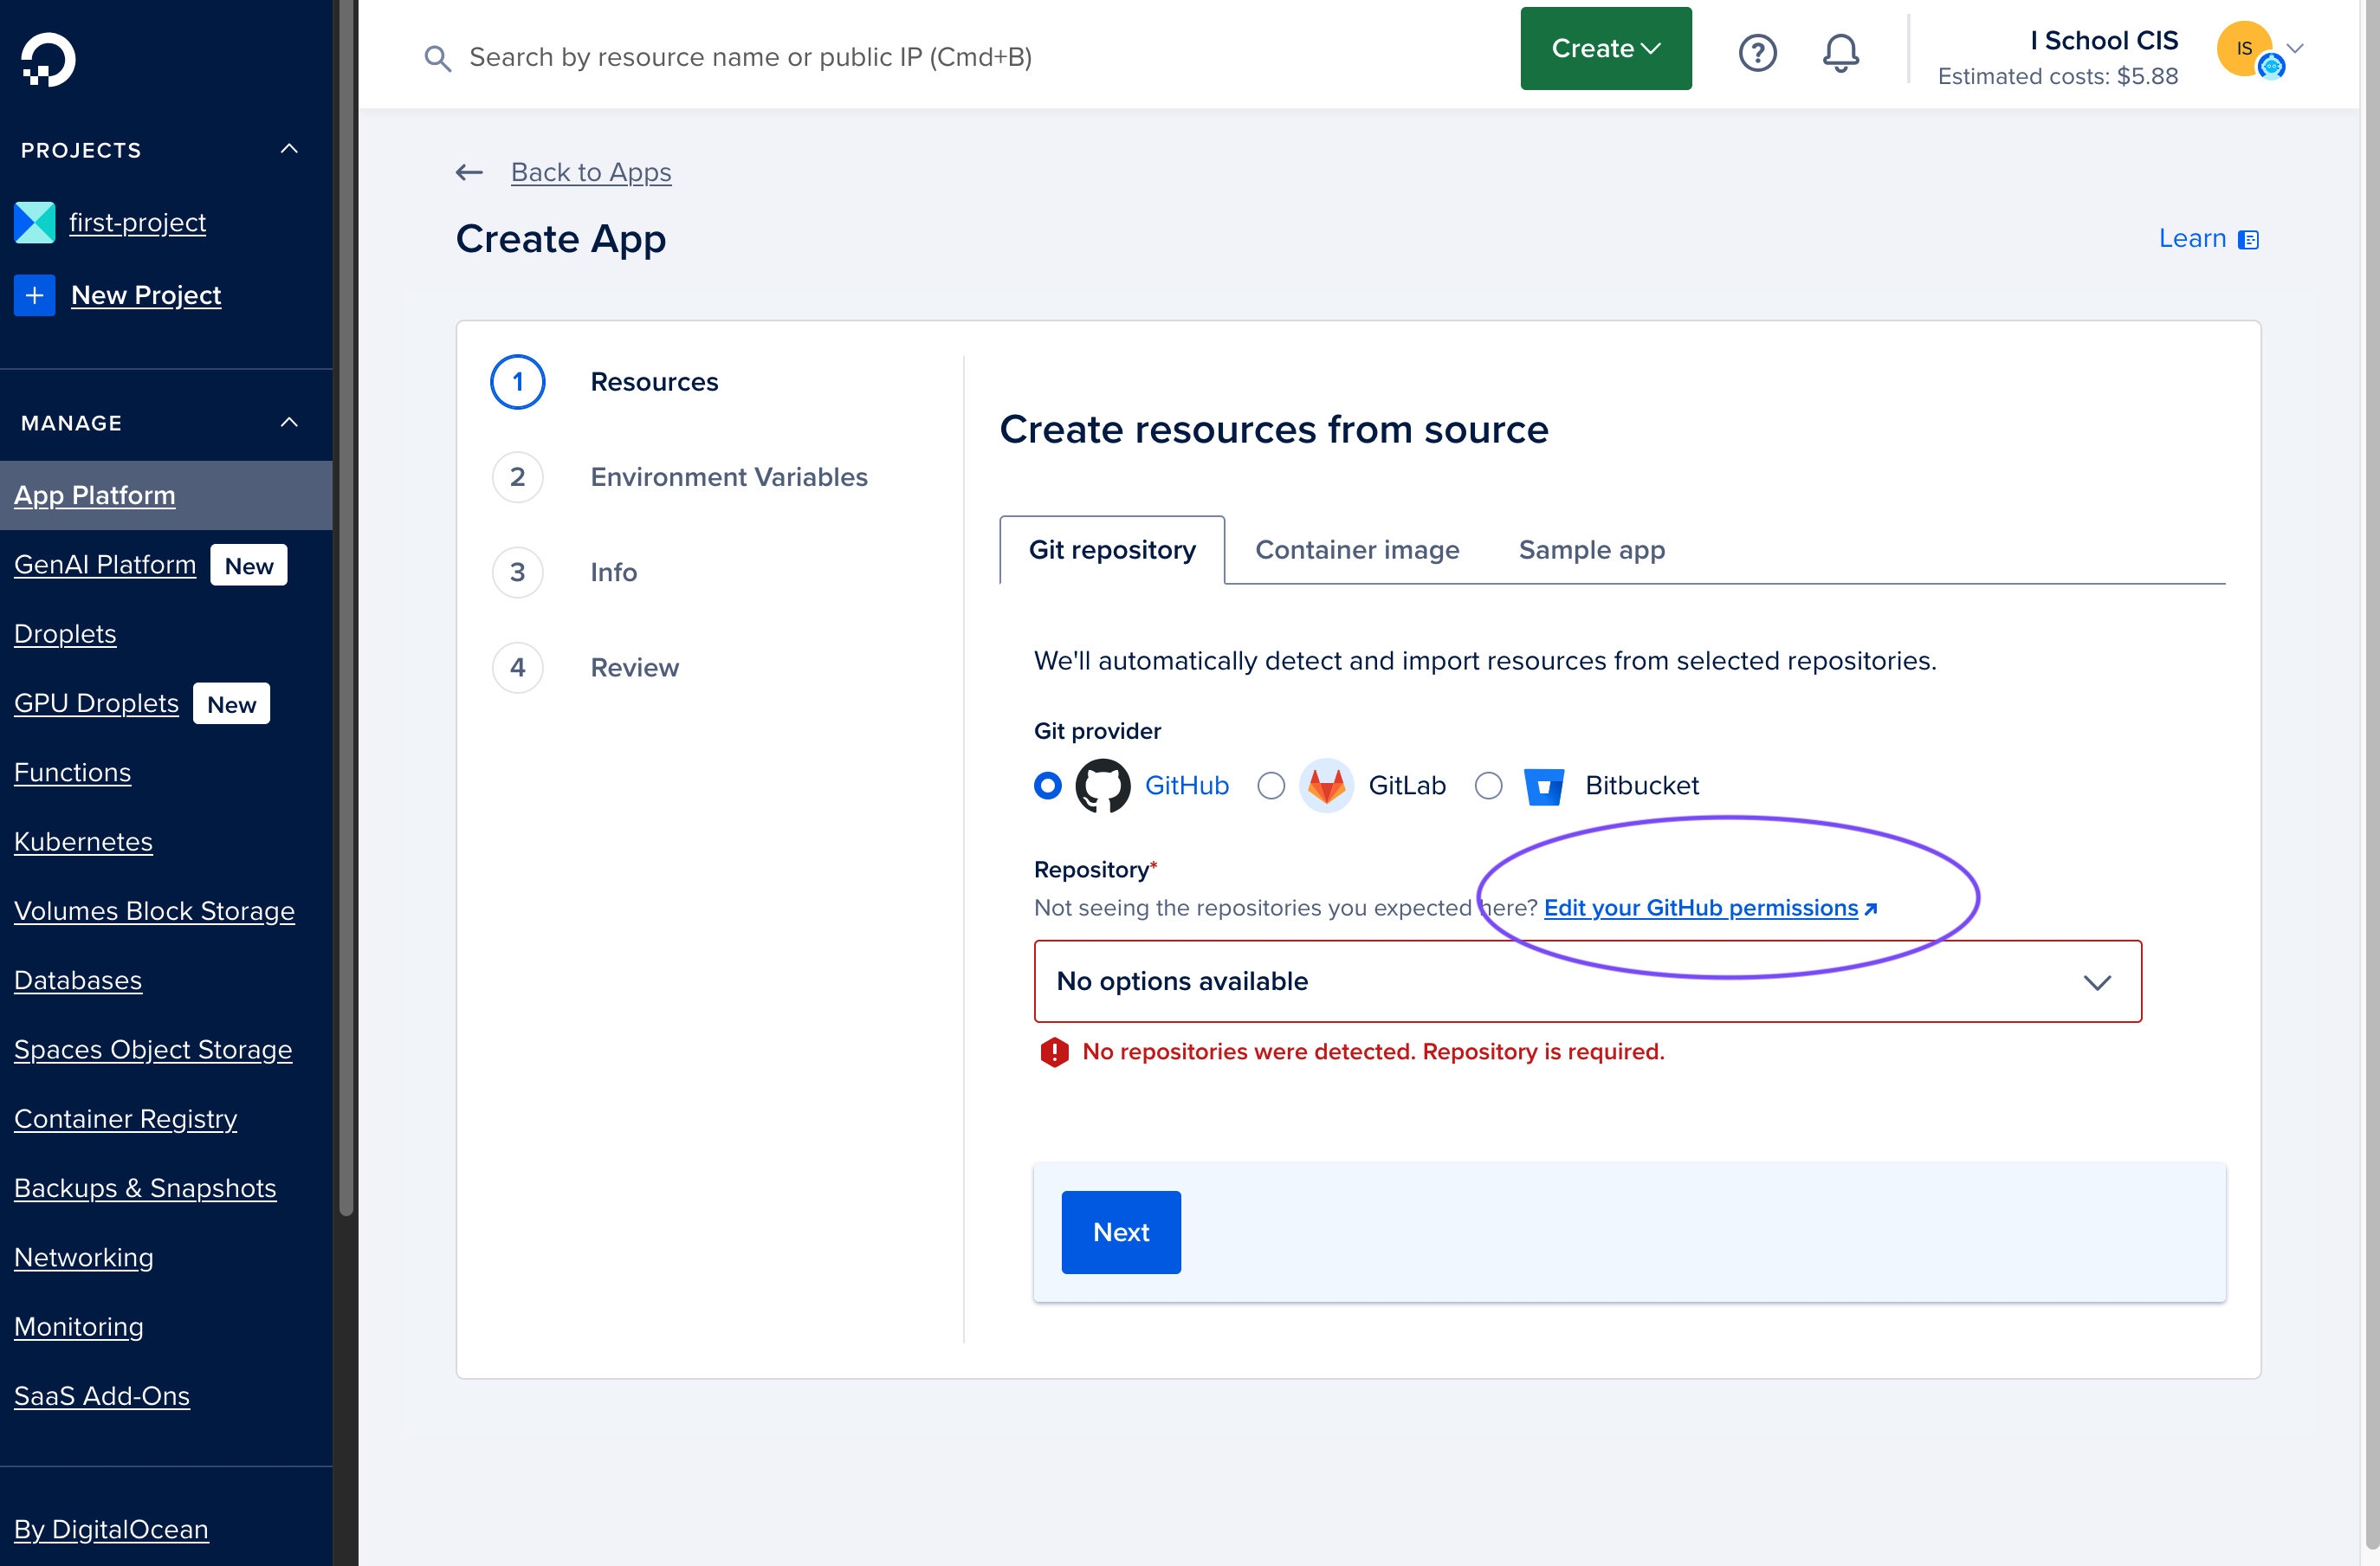 Search by resource name or public IP (Cmd+B)
Create
I School CIS
Estimated costs: $5.88
IS
PROJECTS
first-project
New Project
MANAGE
App Platform
GenAI Platform New
Droplets
GPU Droplets New
Functions
Kubernetes
Volumes Block Storage
Databases
Spaces Object Storage
Container Registry
Backups & Snapshots
Networking
Monitoring
SaaS Add-Ons
By DigitalOcean
Back to Apps
Create App
Learn
1 Resources
2 Environment Variables
3 Info
4 Review
Create resources from source
Git repository Container image Sample app
We'll automatically detect and import resources from selected repositories.
Git provider
GitHub GitLab Bitbucket
Repository*
Not seeing the repositories you expected here? Edit your GitHub permissions
No options available
No repositories were detected. Repository is required.
Next